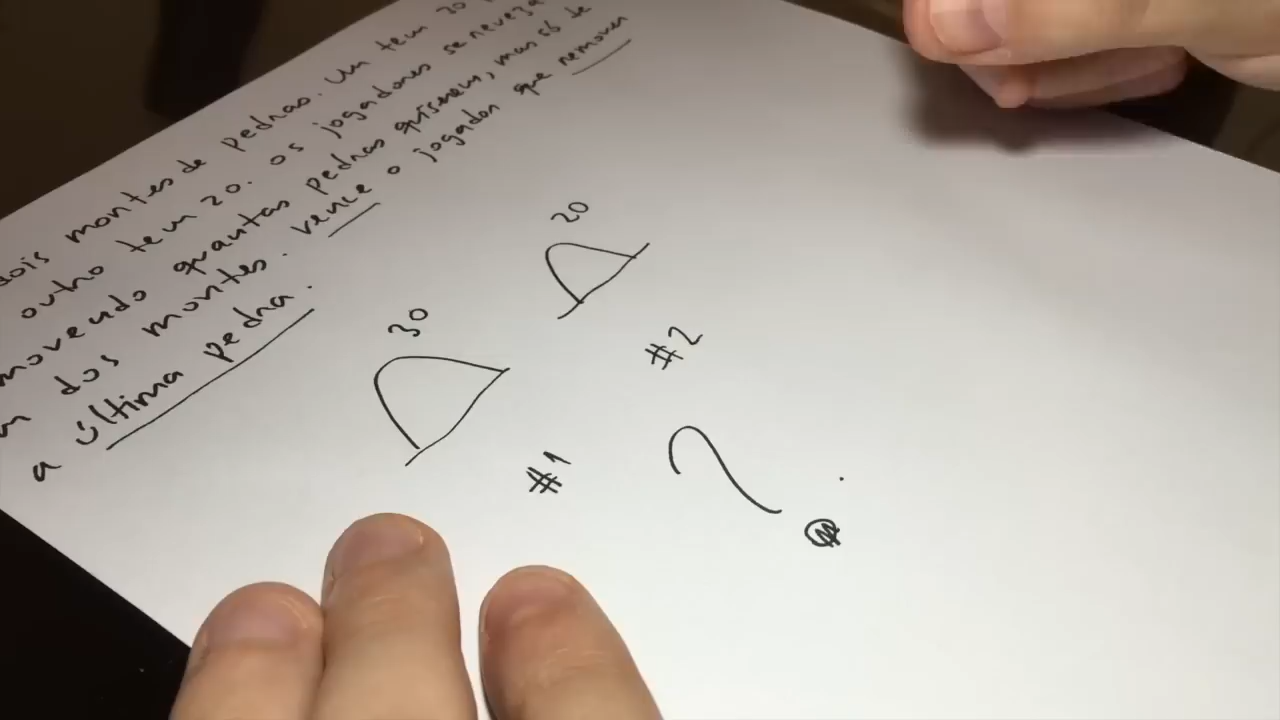 dois montes de pedras. Um tem 30
outro tem 20. os jogadores se revezam
movendo quantas pedras quiserem, mas só de
um dos montes. vence o jogador que remover
a última pedra.
20
30
#2
#1
?